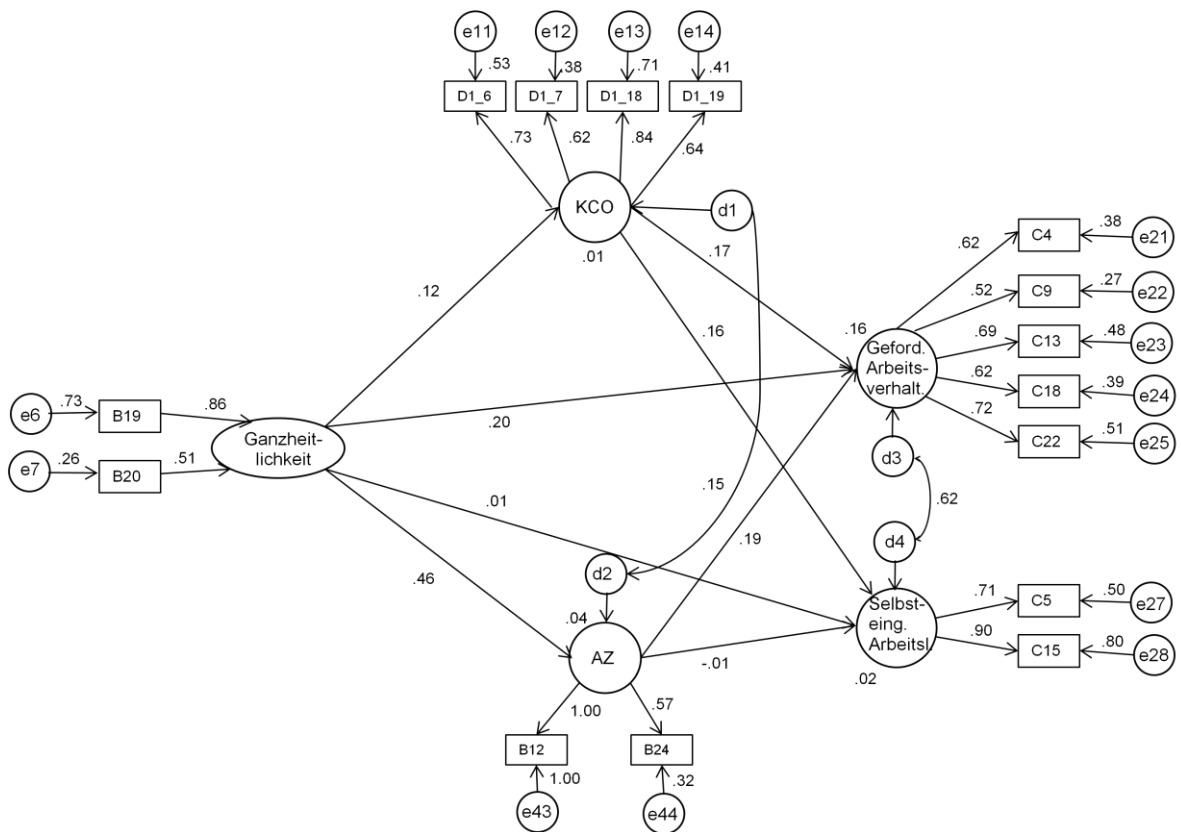 e11 e12 e13 e14
.53 .38 .71 .41
D1_6 D1_7 D1_18 D1_19
.73 .62 .84 .64
KCO d1
.01 .17
.12 .16
.62 C4 .38 e21
.52 C9 .27 e22
.16 .69 C13 .48 e23
Geford.
Arbeits-
verhalt.
.62 C18 .39 e24
.72 C22 .51 e25
e6 .73 B19 .86
e7 .26 B20 .51
Ganzheit-
lichkeit
.20
.01 .15
.46 .19
d3
.62
d4
d2
.04
AZ
-.01
Selbst-
eing.
Arbeitsl.
.02
.71 C5 .50 e27
.90 C15 .80 e28
1.00 .57
B12 B24
1.00 .32
e43 e44